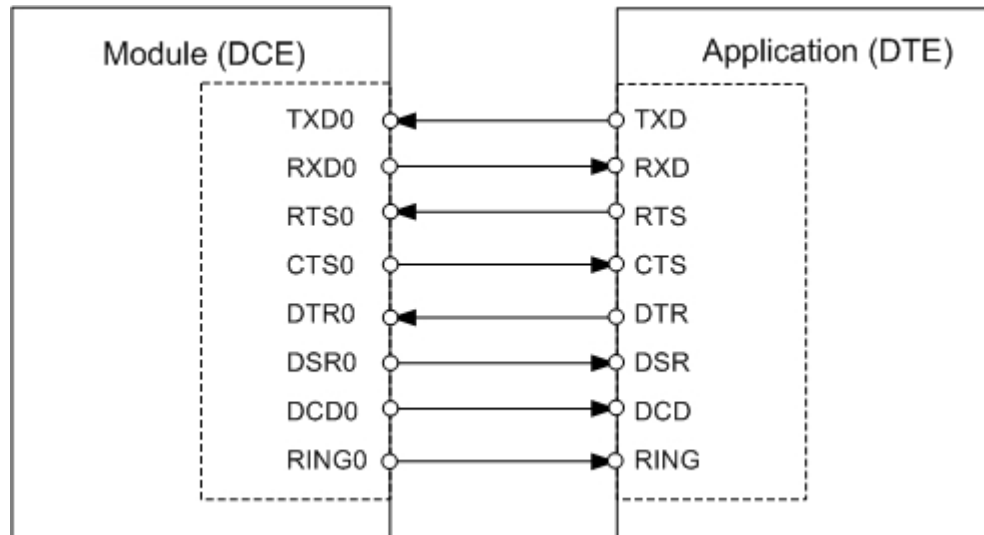 Module (DCE)
Application (DTE)
TXD0
TXD
RXD0
RXD
RTS0
RTS
CTS0
CTS
DTR0
DTR
DSR0
DSR
DCD0
DCD
RING0
RING